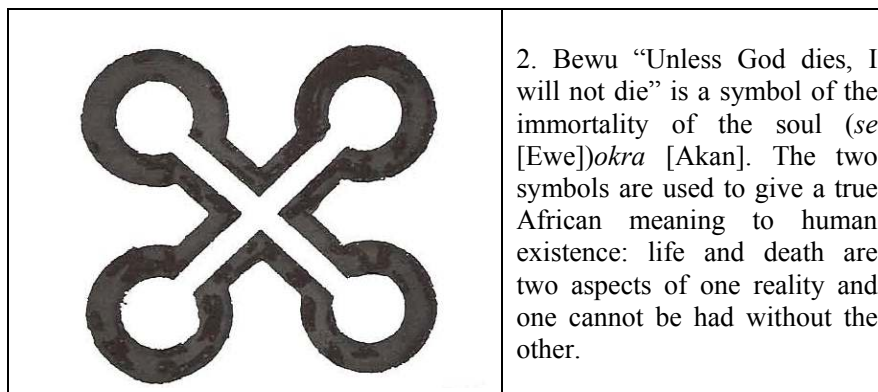 2. Bewu “Unless God dies, I
will not die” is a symbol of the
immortality of the soul (se
[Ewe])okra [Akan]. The two
symbols are used to give a true
African meaning to human
existence: life and death are
two aspects of one reality and
one cannot be had without the
other.